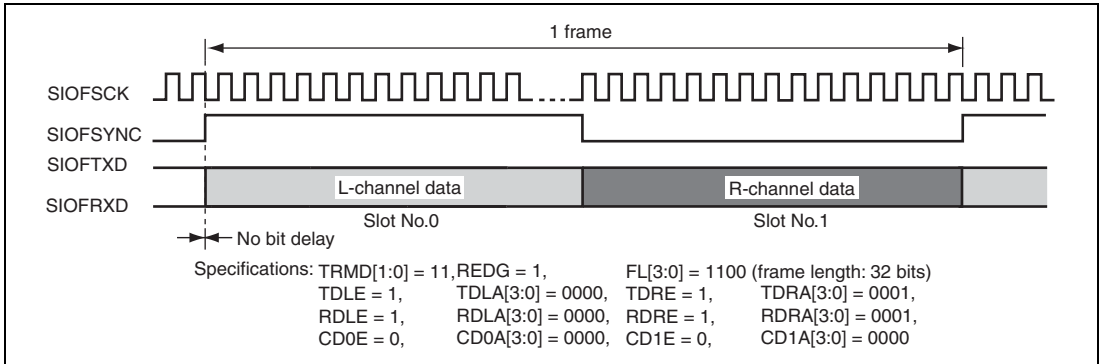 1 frame
SIOFSCK
SIOFSYNC
SIOFTXD
L-channel data R-channel data
SIOFRXD
Slot No.0 Slot No.1
No bit delay
Specifications: TRMD[1:0] = 11, REDG = 1, FL[3:0] = 1100 (frame length: 32 bits)
TDLE = 1, TDLA[3:0] = 0000, TDRE = 1, TDRA[3:0] = 0001,
RDLE = 1, RDLA[3:0] = 0000, RDRE = 1, RDRA[3:0] = 0001,
CD0E = 0, CD0A[3:0] = 0000, CD1E = 0, CD1A[3:0] = 0000